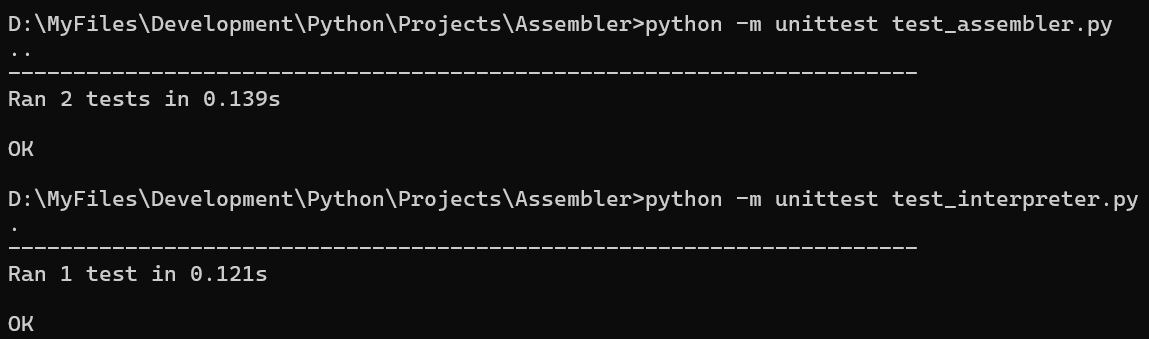 D:\MyFiles\Development\Python\Projects\Assembler>python -m unittest test_assembler.py
..
----------------------------------------------------------------------
Ran 2 tests in 0.139s
OK
D:\MyFiles\Development\Python\Projects\Assembler>python -m unittest test_interpreter.py
.
----------------------------------------------------------------------
Ran 1 test in 0.121s
OK